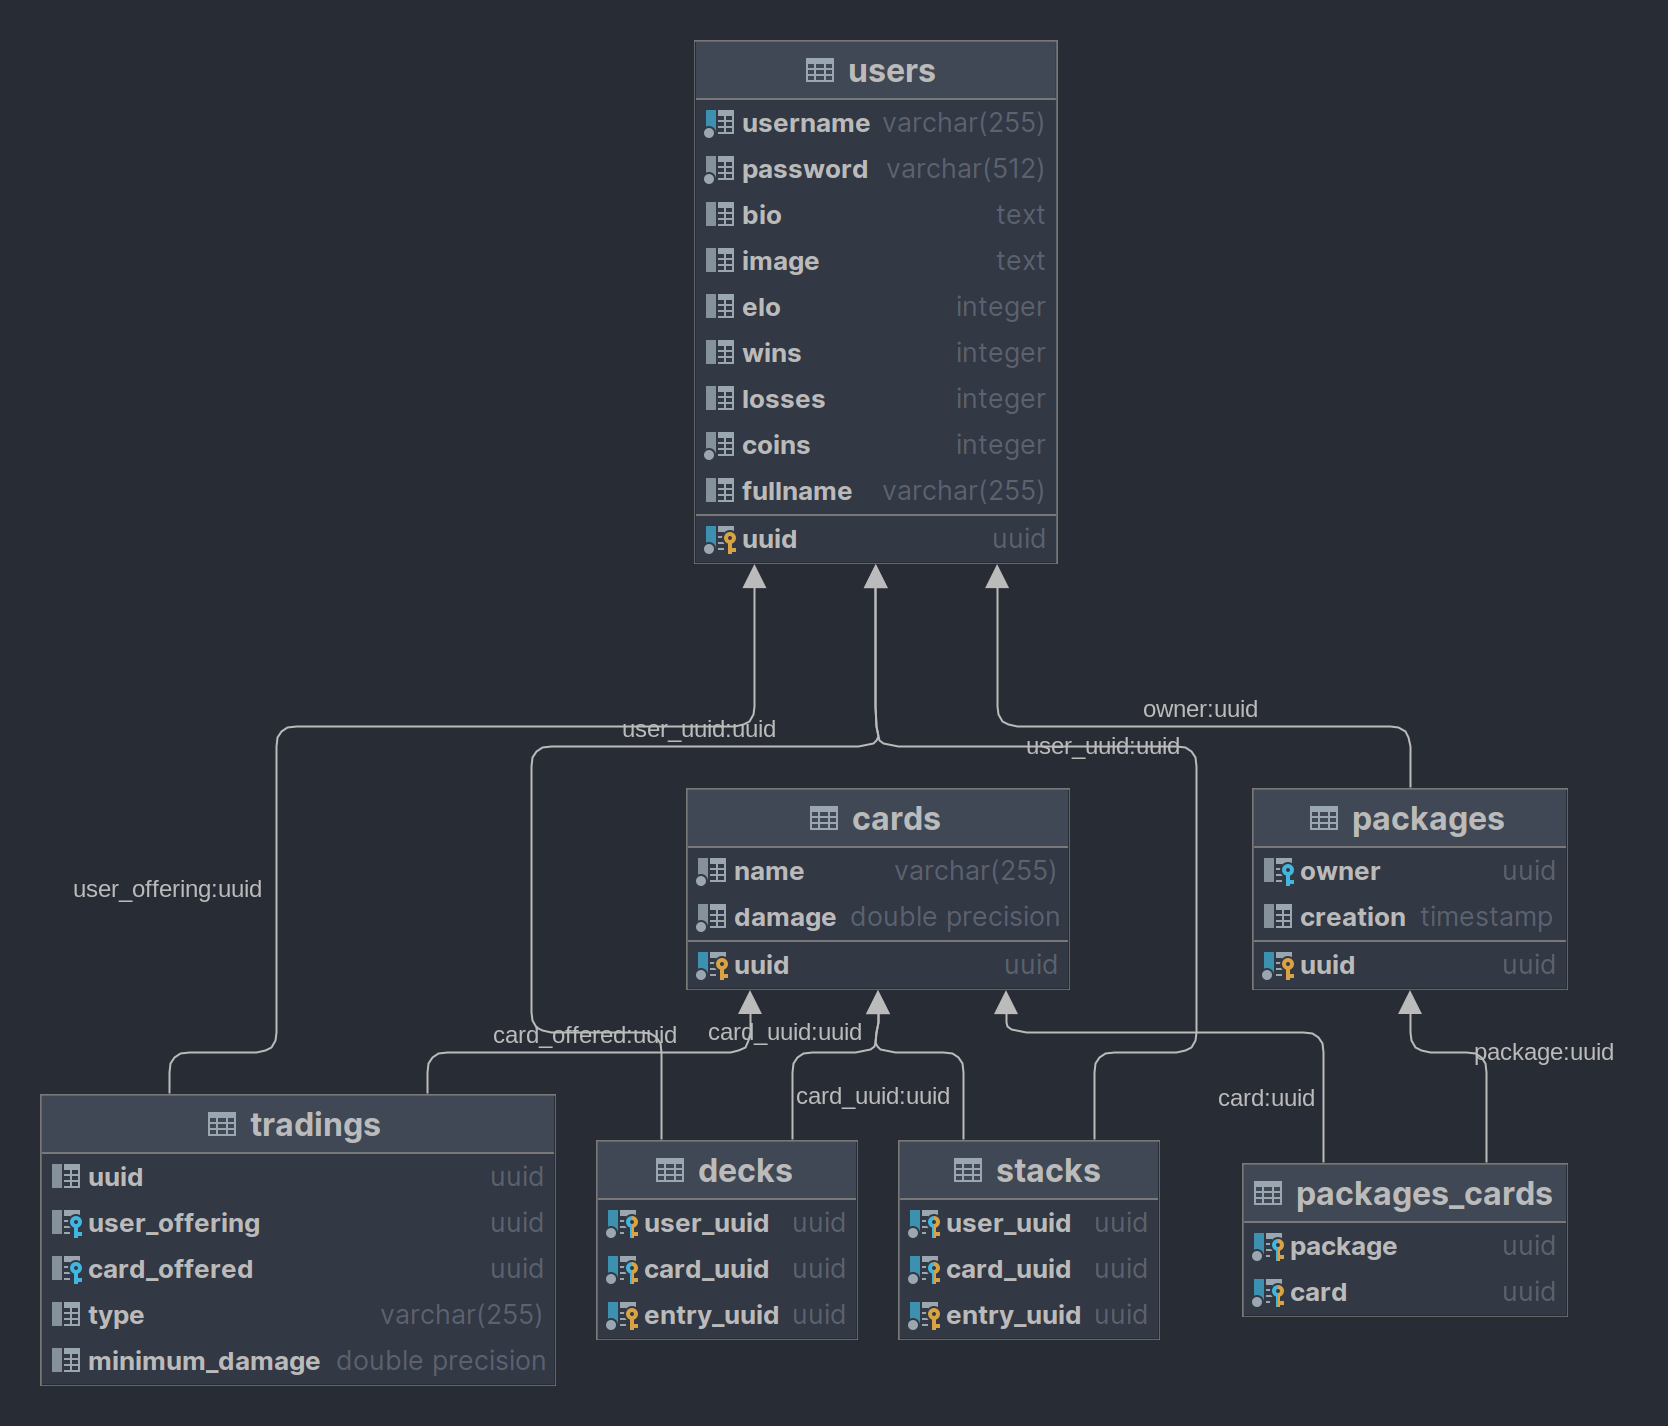 users
username varchar(255)
password varchar(512)
bio text
image text
elo integer
wins integer
losses integer
coins integer
fullname varchar(255)
uuid uuid
owner:uuid
user_uuid:uuid
user_uuid:uuid
user_offering:uuid
cards
name varchar(255)
damage double precision
uuid uuid
packages
owner uuid
creation timestamp
uuid uuid
card_offered:uuid
card_uuid:uuid
package:uuid
card_uuid:uuid
card:uuid
tradings
uuid uuid
user_offering uuid
card_offered uuid
type varchar(255)
minimum_damage double precision
decks
user_uuid uuid
card_uuid uuid
entry_uuid uuid
stacks
user_uuid uuid
card_uuid uuid
entry_uuid uuid
packages_cards
package uuid
card uuid